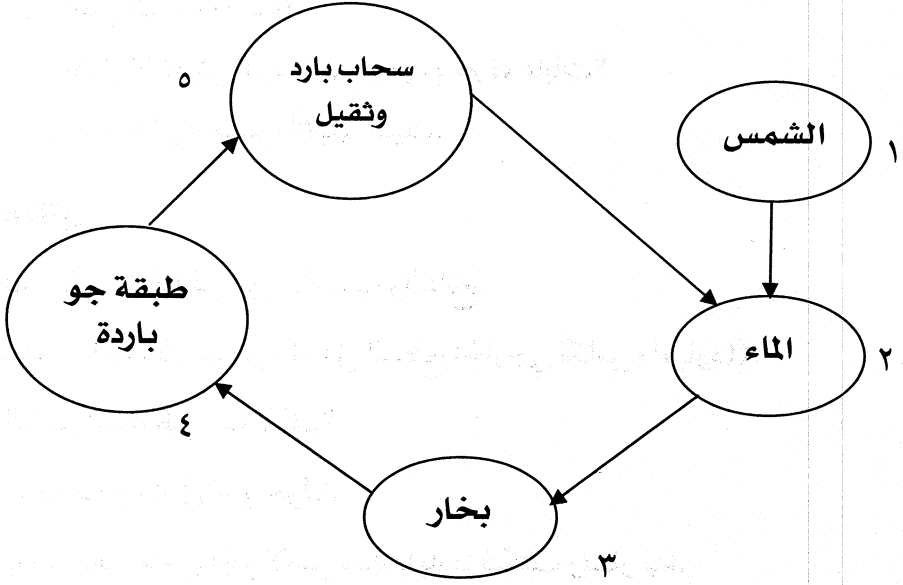 الشمس
١
الماء
٢
بخار
٣
طبقة جو
باردة
٤
سحاب بارد
وثقيل
٥